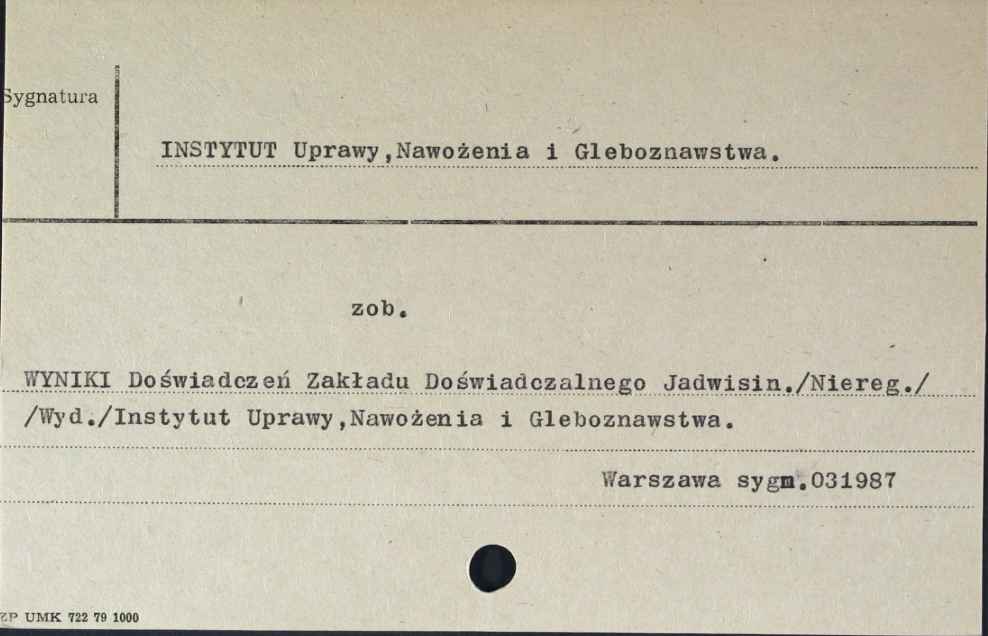 Sygnatura
INSTYTUT Uprawy,Nawożenia i Gleboznawstwa.
zob.
WYNIKI Doświadczeń Zakładu Doświadczalnego Jadwisin./Niereg./
/Wyd./Instytut Uprawy,Nawożenia i Gleboznawstwa.
Warszawa sygn.031987
ZP UMK 722 79 1000